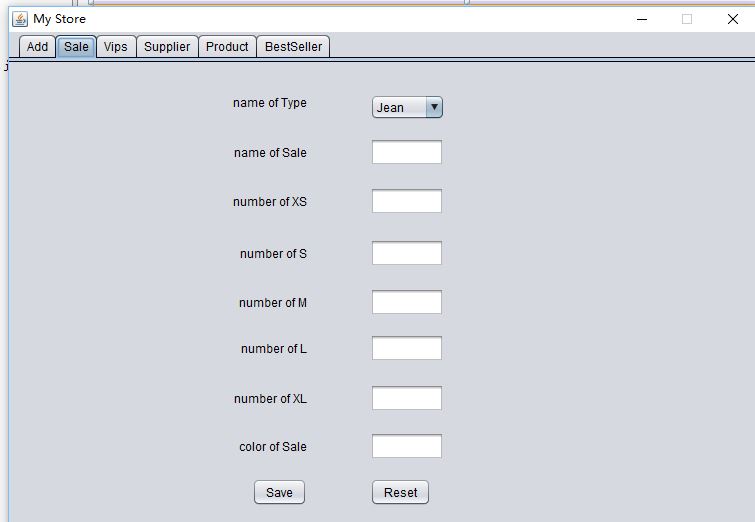 My Store
Add Sale Vips Supplier Product BestSeller
name of Type Jean
name of Sale
number of XS
number of S
number of M
number of L
number of XL
color of Sale
Save Reset